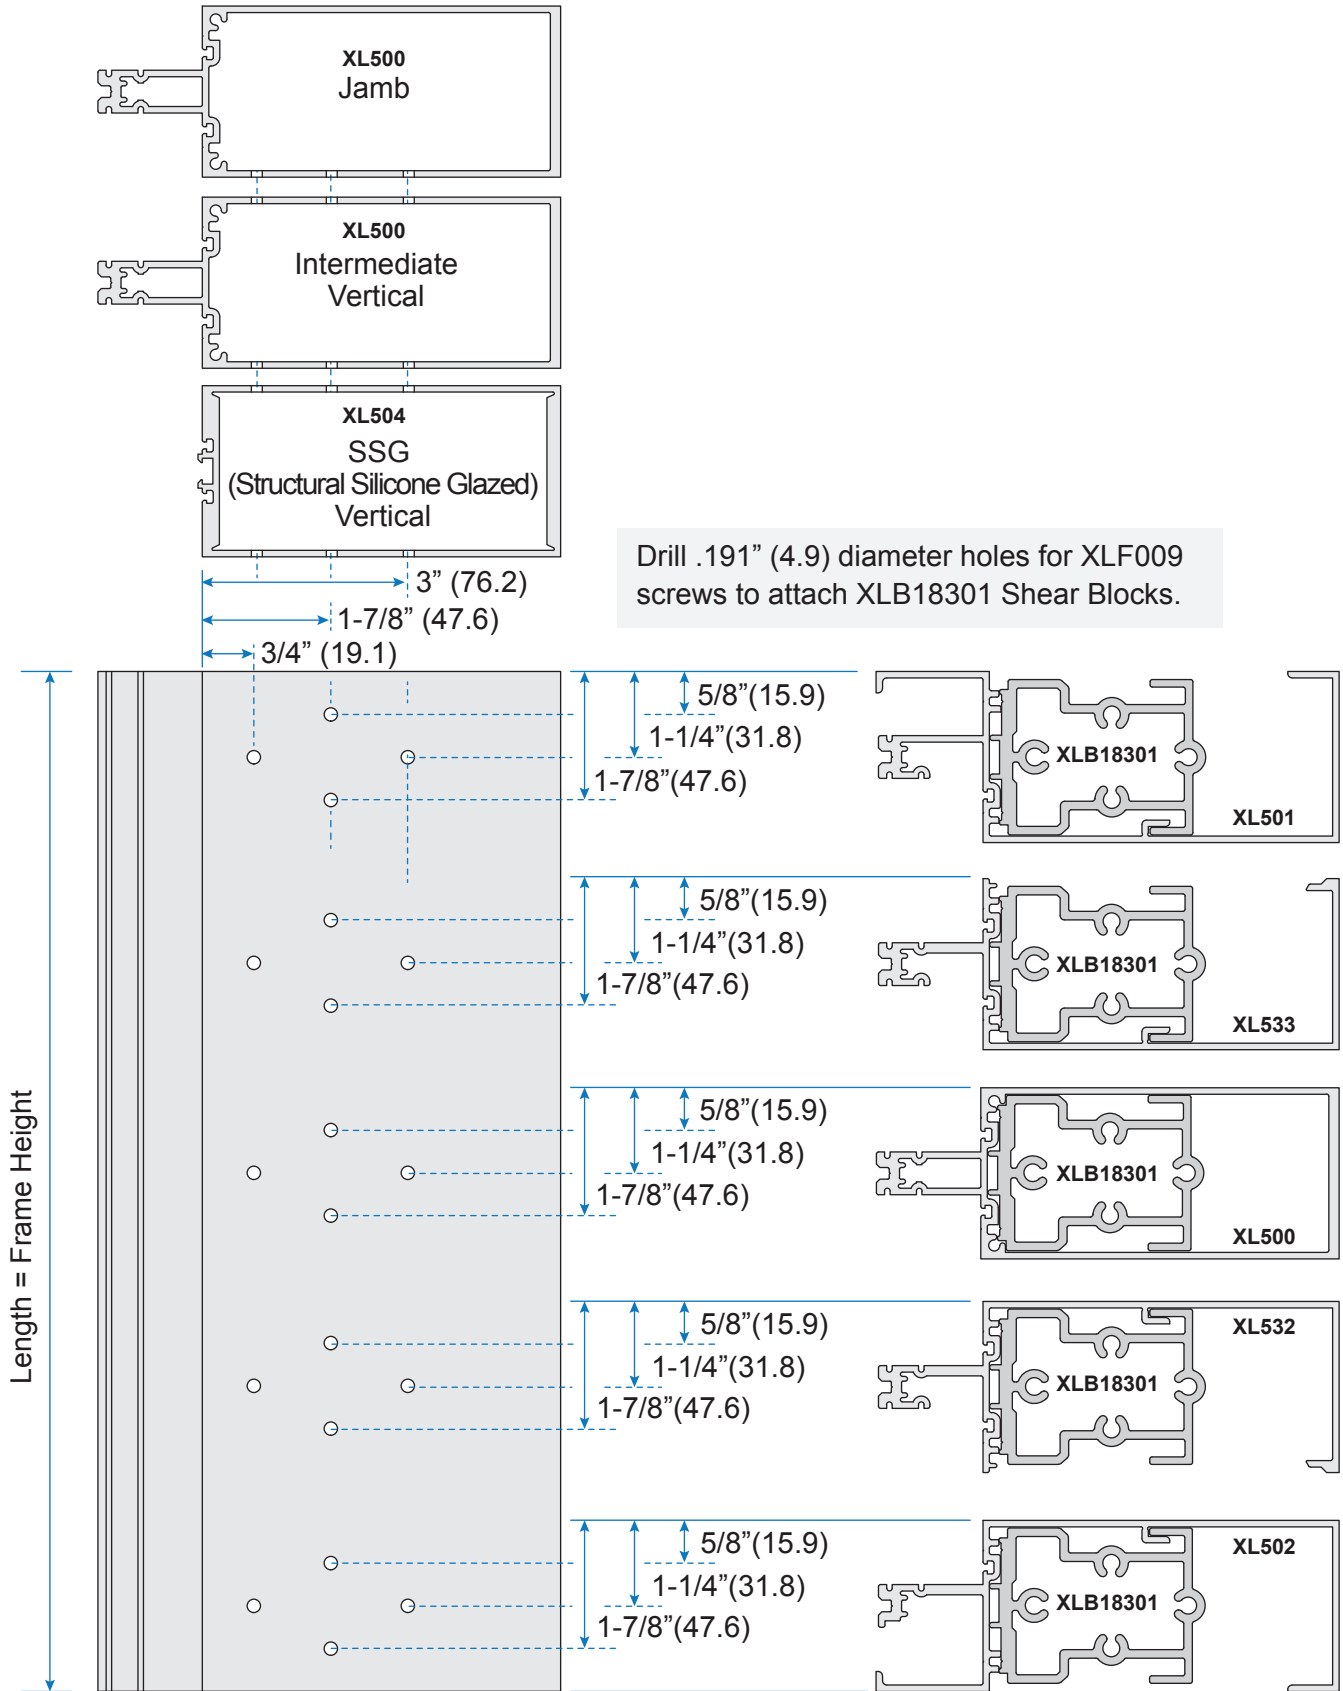 XL500
Jamb
XL500
Intermediate
Vertical
XL504
SSG
(Structural Silicone Glazed)
Vertical
Drill .191” (4.9) diameter holes for XLF009
screws to attach XLB18301 Shear Blocks.
3” (76.2)
1-7/8” (47.6)
3/4” (19.1)
5/8”(15.9)
1-1/4”(31.8)
1-7/8”(47.6)
XLB18301
XL501
5/8”(15.9)
1-1/4”(31.8)
1-7/8”(47.6)
XLB18301
XL533
Length = Frame Height
5/8”(15.9)
1-1/4”(31.8)
1-7/8”(47.6)
XLB18301
XL500
5/8”(15.9)
1-1/4”(31.8)
1-7/8”(47.6)
XL532
XLB18301
5/8”(15.9)
1-1/4”(31.8)
1-7/8”(47.6)
XL502
XLB18301